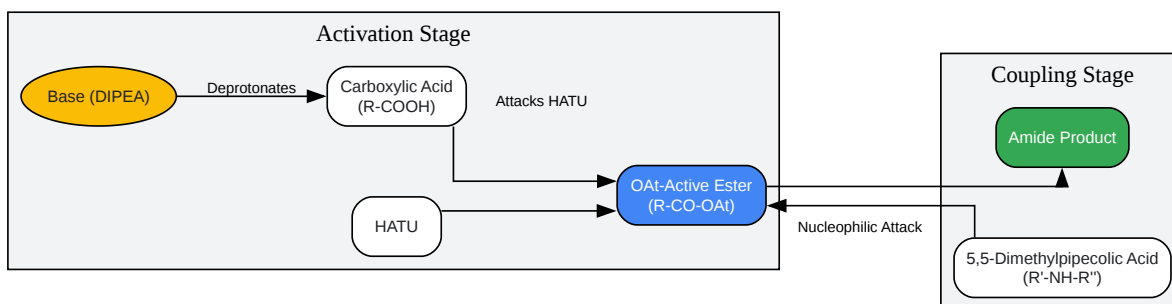 Activation Stage
Base (DIPEA)
Deprotonates
Carboxylic Acid
(R-COOH)
Attacks HATU
HATU
OAt-Active Ester
(R-CO-OAt)
Nucleophilic Attack
Coupling Stage
Amide Product
5,5-Dimethylpipecolic Acid
(R'-NH-R'')